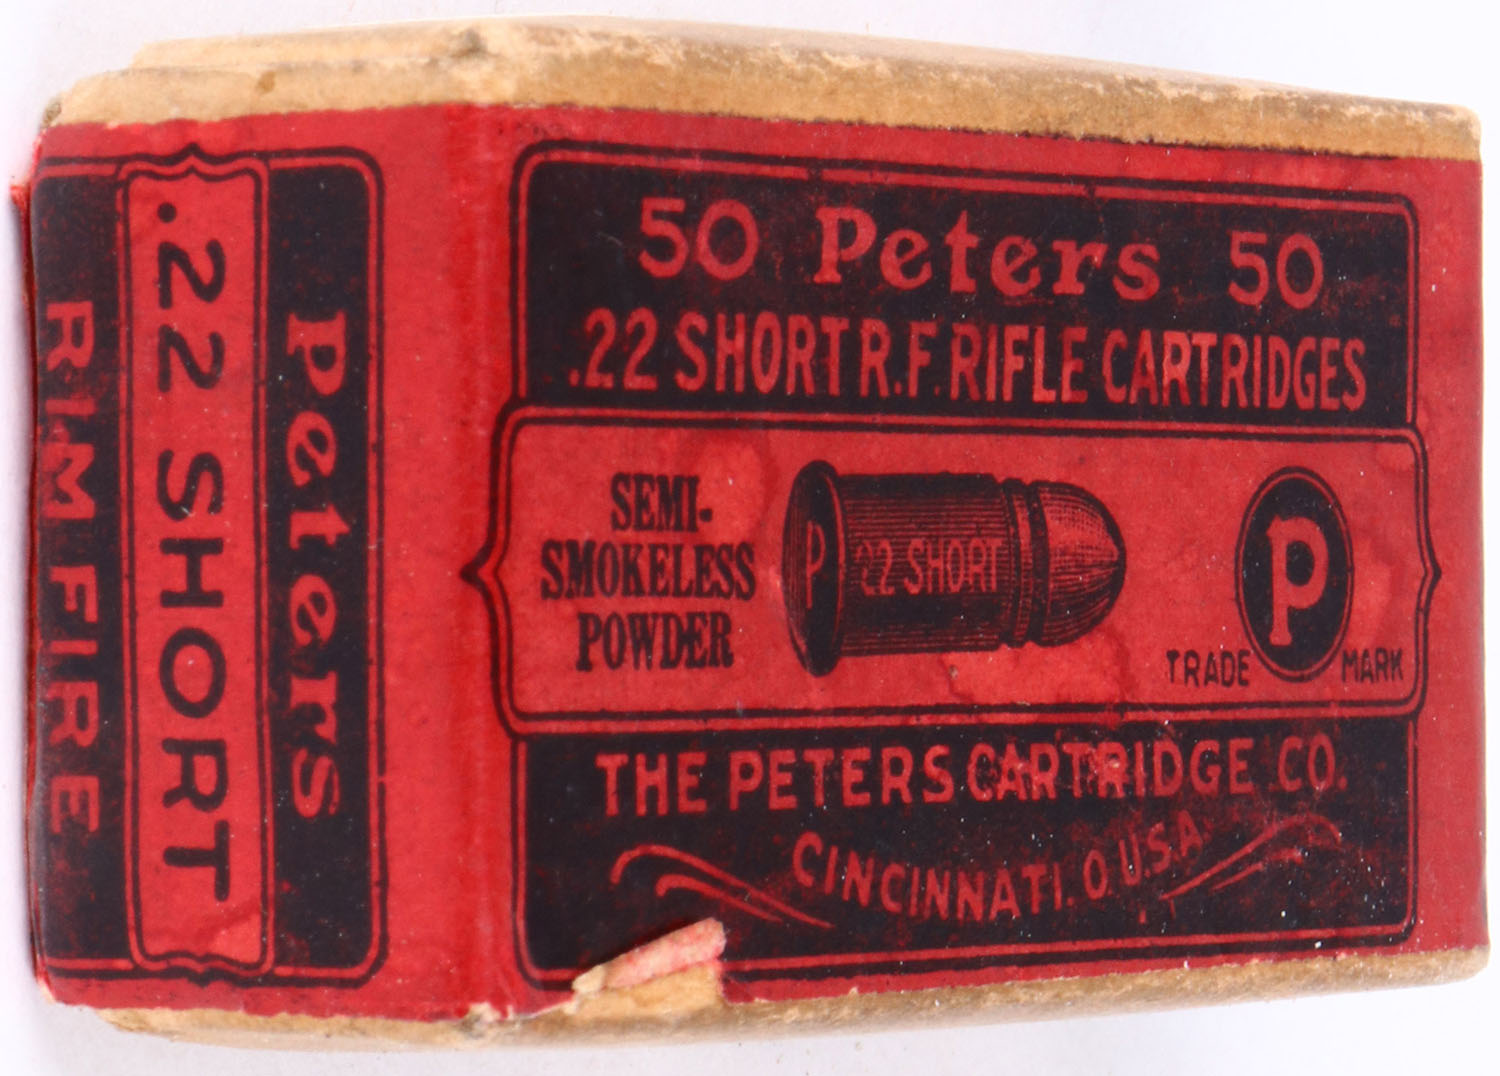 50 Peters 50
.22 SHORT R.F. RIFLE CARTRIDGES
SEMI-
SMOKELESS
POWDER
P
22 SHORT
P
TRADE MARK
THE PETERS CARTRIDGE CO.
CINCINNATI. O. U.S.A.
Peters
.22 SHORT
RIM FIRE